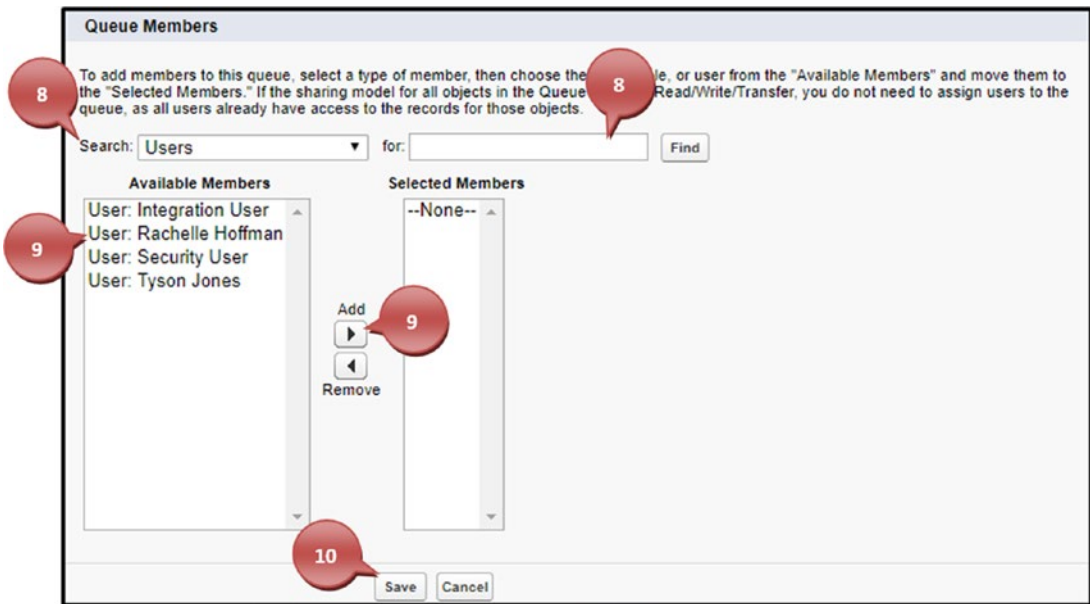 Queue Members
To add members to this queue, select a type of member, then choose the le, or user from the "Available Members" and move them to
8
8
the "Selected Members." If the sharing model for all objects in the Queue Read/Write/Transfer, you do not need to assign users to the
queue, as all users already have access to the records for those objects.
Search: Users for: Find
Available Members Selected Members
User: Integration User --None--
User: Rachelle Hoffman
9
User: Security User
User: Tyson Jones
Add
9
Remove
10
Save Cancel